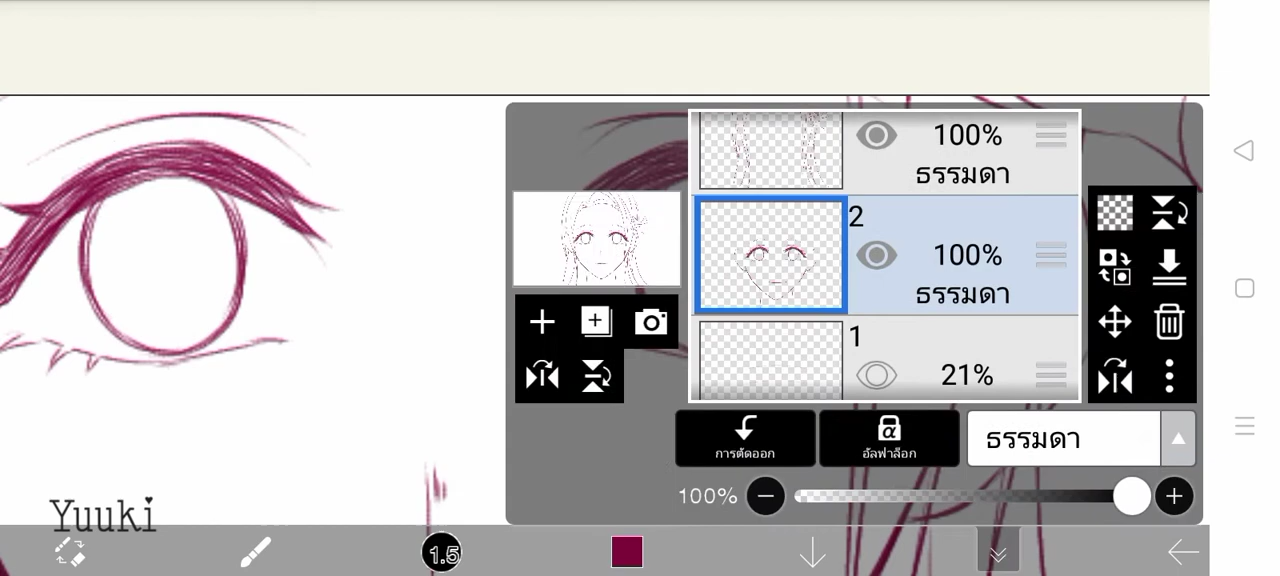 100%
ธรรมดา
2
100%
ธรรมดา
1
21%
การตัดออก
α
อัลฟาล็อก
ธรรมดา
100%
Yuuki
1.5